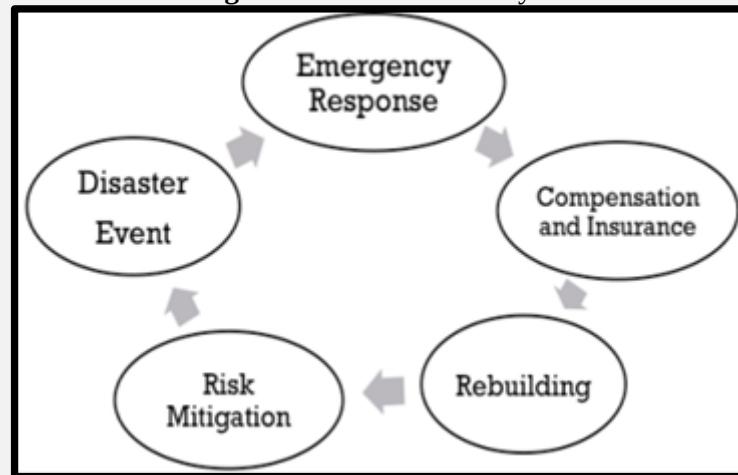 Emergency
Response
Disaster
Event
Compensation
and Insurance
Risk
Mitigation
Rebuilding